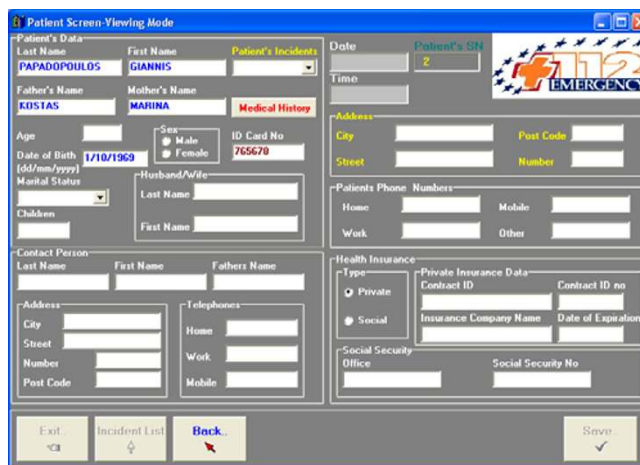 Patient Screen-Viewing Mode
Patient's Data
Last Name First Name Patient's Incidents
PAPADOPOULOS GIANNIS
Father's Name Mother's Name
KOSTAS MARINA Medical History
Age Sex Male Female ID Card No
Date of Birth 1/10/1969 765678
(dd/mm/yyyy)
Marital Status
Children
Husband/Wife
Last Name
First Name
Date Patient's SN
2
Time
112
EMERGENCY
Address
City Post Code
Street Number
Patients Phone Numbers
Home Mobile
Work Other
Contact Person
Last Name First Name Fathers Name
Address
City
Street
Number
Post Code
Telephones
Home
Work
Mobile
Health Insurance
Type
Private
Social
Private Insurance Data
Contract ID Contract ID no
Insurance Company Name Date of Expiration
Social Security
Office Social Security No
Exit.. Incident List Back.. Save..